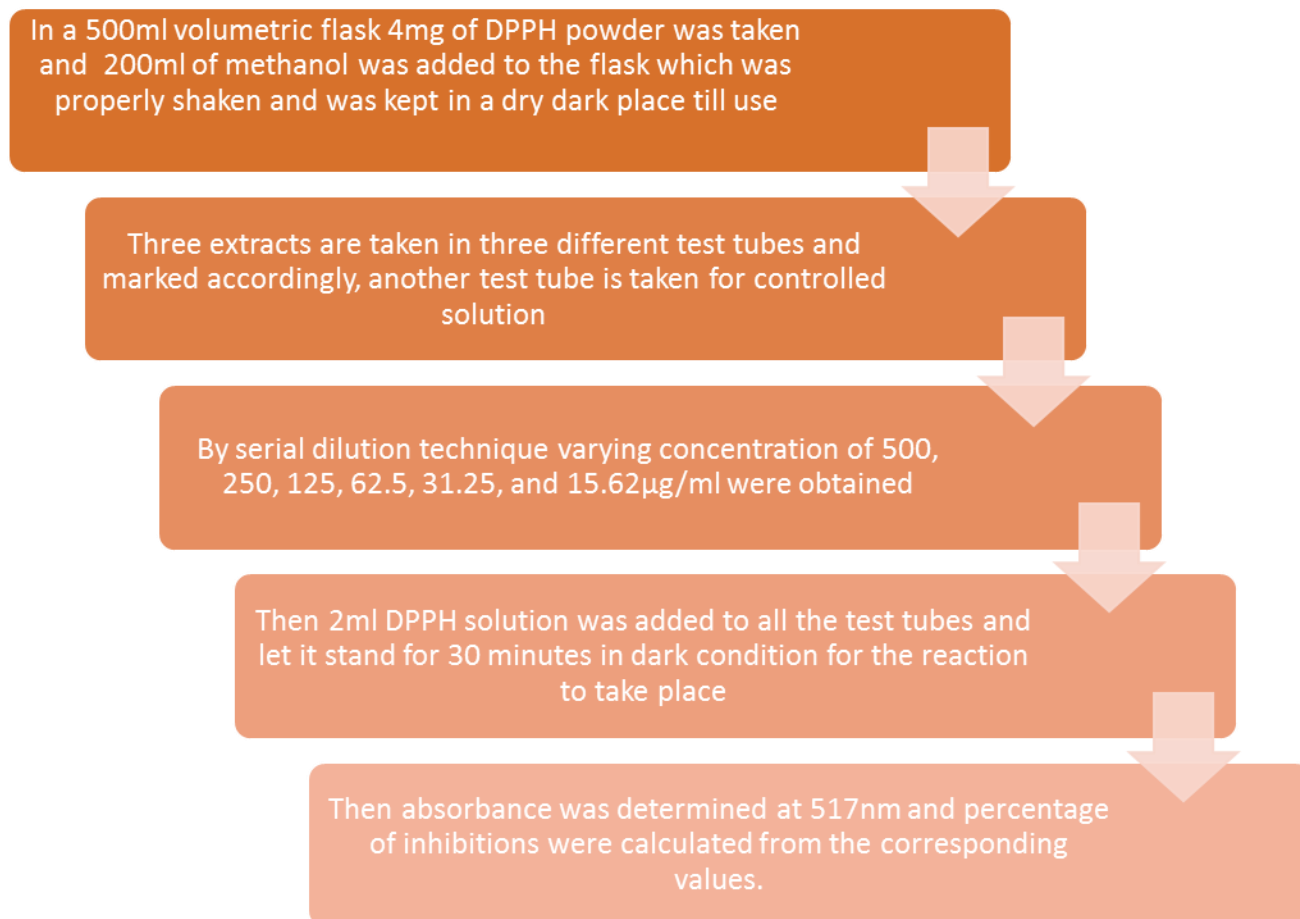 In a 500ml volumetric flask 4mg of DPPH powder was taken
and 200ml of methanol was added to the flask which was
properly shaken and was kept in a dry dark place till use
Three extracts are taken in three different test tubes and
marked accordingly, another test tube is taken for controlled
solution
By serial dilution technique varying concentration of 500,
250, 125, 62.5, 31.25, and 15.62µg/ml were obtained
Then 2ml DPPH solution was added to all the test tubes and
let it stand for 30 minutes in dark condition for the reaction
to take place
Then absorbance was determined at 517nm and percentage
of inhibitions were calculated from the corresponding
values.